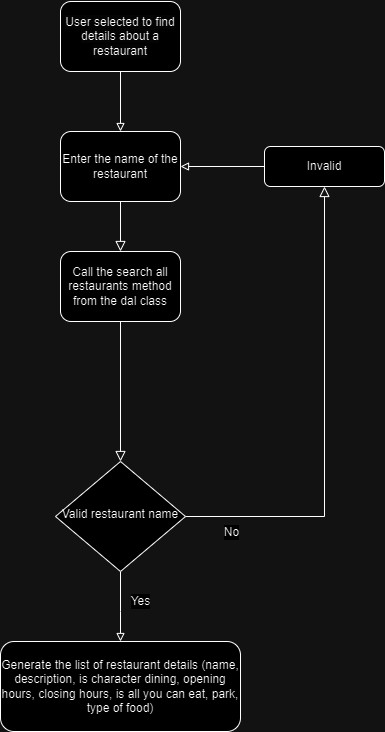 User selected to find
details about a
restaurant
Enter the name of the
restaurant
Invalid
Call the search all
restaurants method
from the dal class
Valid restaurant name
No
Yes
Generate the list of restaurant details (name,
description, is character dining, opening
hours, closing hours, is all you can eat, park,
type of food)